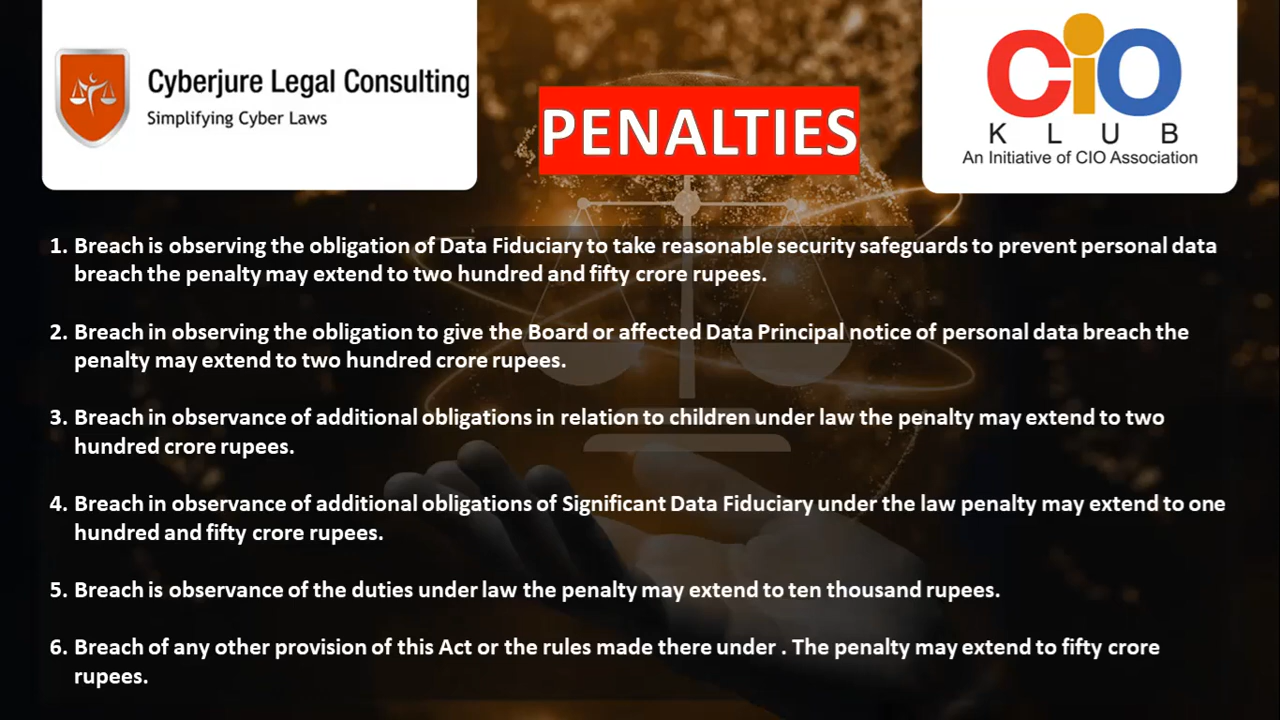 Cyberjure Legal Consulting
Simplifying Cyber Laws
PENALTIES
CiO
KLUB
An Initiative of CIO Association
1. Breach is observing the obligation of Data Fiduciary to take reasonable security safeguards to prevent personal data
breach the penalty may extend to two hundred and fifty crore rupees.
2. Breach in observing the obligation to give the Board or affected Data Principal notice of personal data breach the
penalty may extend to two hundred crore rupees.
3. Breach in observance of additional obligations in relation to children under law the penalty may extend to two
hundred crore rupees.
4. Breach in observance of additional obligations of Significant Data Fiduciary under the law penalty may extend to one
hundred and fifty crore rupees.
5. Breach is observance of the duties under law the penalty may extend to ten thousand rupees.
6. Breach of any other provision of this Act or the rules made there under . The penalty may extend to fifty crore
rupees.